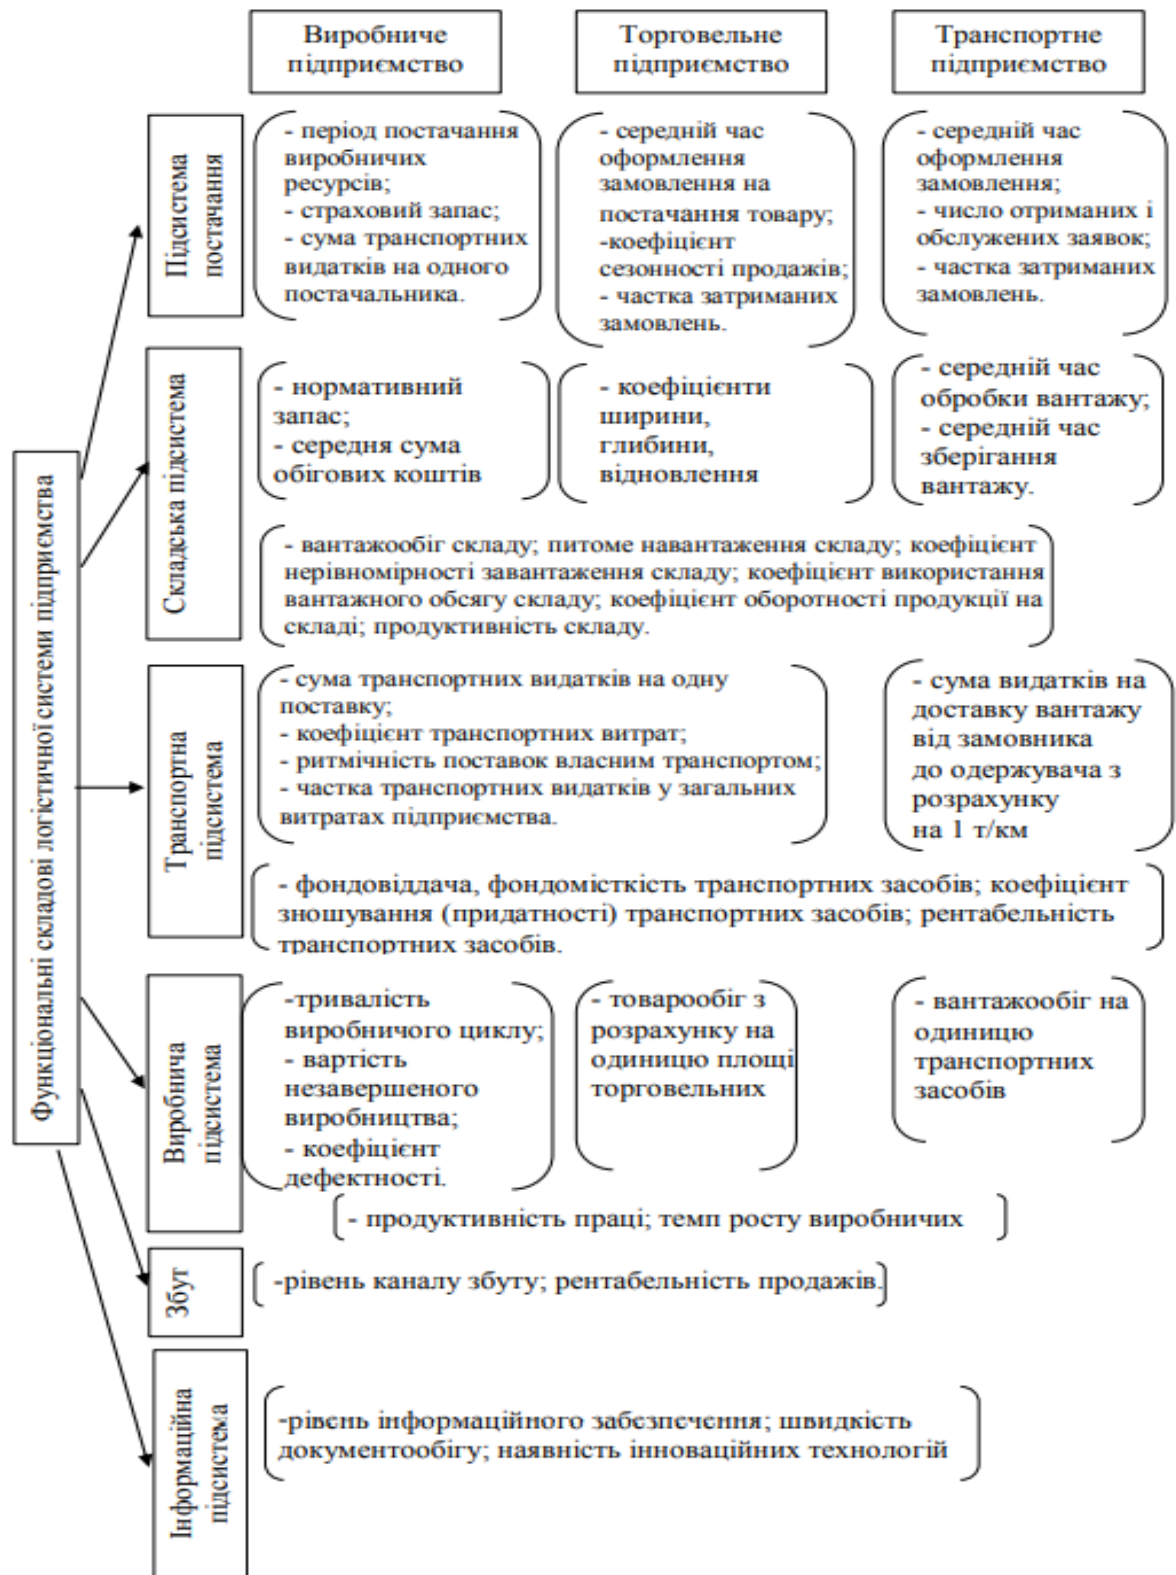 Виробниче
підприємство
Торговельне
підприємство
Транспортне
підприємство
Функціональні складові логістичної системи підприємства
Підсистема
постачання
- період постачання
виробничих
ресурсів;
- страховий запас;
- сума транспортних
видатків на одного
постачальника.
- середній час
оформлення
замовлення на
постачання товару;
-коефіцієнт
сезонності продажів;
- частка затриманих
замовлень.
- середній час
оформлення
замовлення;
- число отриманих і
обслужених заявок;
- частка затриманих
замовлень.
Складська підсистема
- нормативний
запас;
- середня сума
обігових коштів
- коефіцієнти
ширини,
глибини,
відновлення
- середній час
обробки вантажу;
- середній час
зберігання
вантажу.
- вантажообіг складу; питоме навантаження складу; коефіцієнт
нерівномірності завантаження складу; коефіцієнт використання
вантажного обсягу складу; коефіцієнт оборотності продукції на
складі; продуктивність складу.
Транспортна
підсистема
- сума транспортних видатків на одну
поставку;
- коефіцієнт транспортних витрат;
- ритмічність поставок власним транспортом;
- частка транспортних видатків у загальних
витратах підприємства.
- сума видатків на
доставку вантажу
від замовника
до одержувача з
розрахунку
на 1 т/км
- фондовіддача, фондомісткість транспортних засобів; коефіцієнт
зношування (придатності) транспортних засобів; рентабельність
транспортних засобів.
Виробнича
підсистема
-тривалість
виробничого циклу;
- вартість
незавершеного
виробництва;
- коефіцієнт
дефектності.
- товарообіг з
розрахунку на
одиницю площі
торговельних
- вантажообіг на
одиницю
транспортних
засобів
- продуктивність праці; темп росту виробничих
Збут
-рівень каналу збуту; рентабельність продажів.
Інформаційна
підсистема
-рівень інформаційного забезпечення; швидкість
документообігу; наявність інноваційних технологій